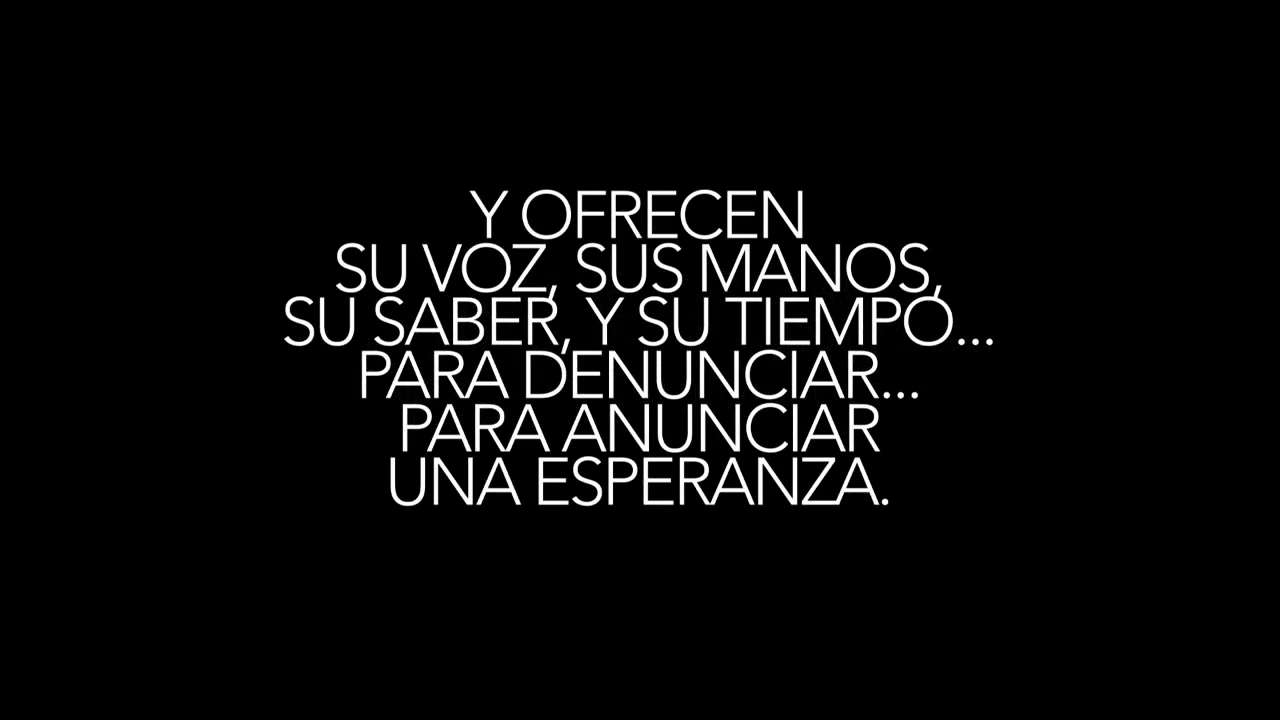 Y OFRECEN
SU VOZ, SUS MANOS,
SU SABER, Y SU TIEMPO...
PARA DENUNCIAR...
PARA ANUNCIAR
UNA ESPERANZA.